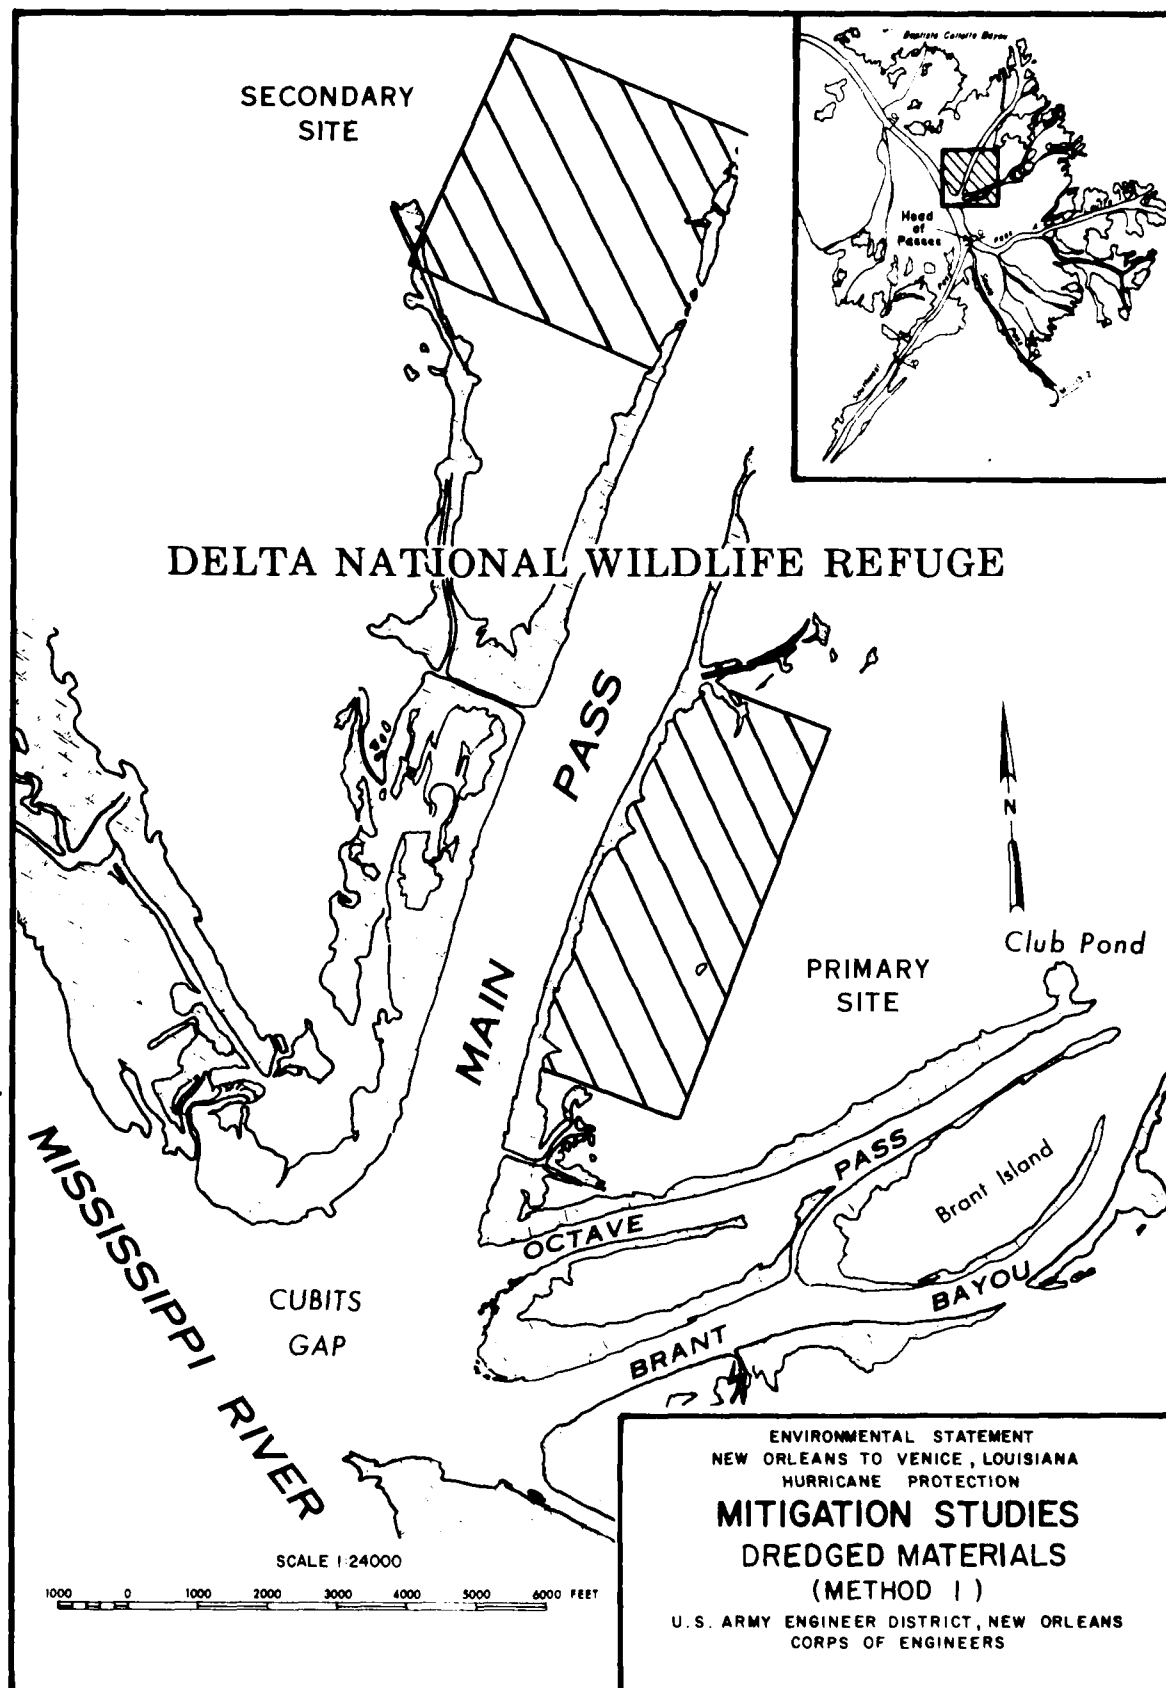 SECONDARY
SITE
Baptiste Collette Bayou
Head
of
Passes
DELTA NATIONAL WILDLIFE REFUGE
MAIN PASS
N
Club Pond
PRIMARY
SITE
OCTAVE PASS
Brant Island
BRANT BAYOU
CUBITS
GAP
MISSISSIPPI RIVER
SCALE 1:24000
1000 0 1000 2000 3000 4000 5000 6000 FEET
ENVIRONMENTAL STATEMENT
NEW ORLEANS TO VENICE, LOUISIANA
HURRICANE PROTECTION
MITIGATION STUDIES
DREDGED MATERIALS
(METHOD I)
U.S. ARMY ENGINEER DISTRICT, NEW ORLEANS
CORPS OF ENGINEERS